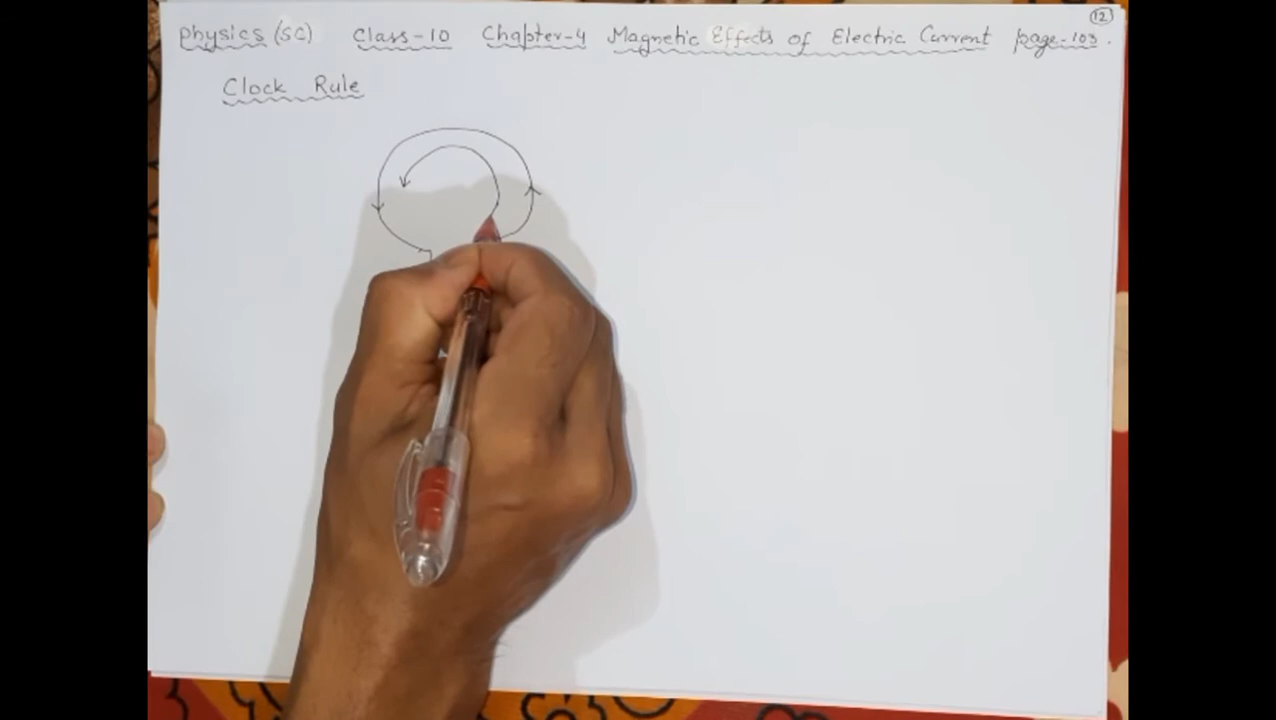 12
Physics (SC) Class-10 Chapter-4 Magnetic Effects of Electric Current page-103.
Clock Rule